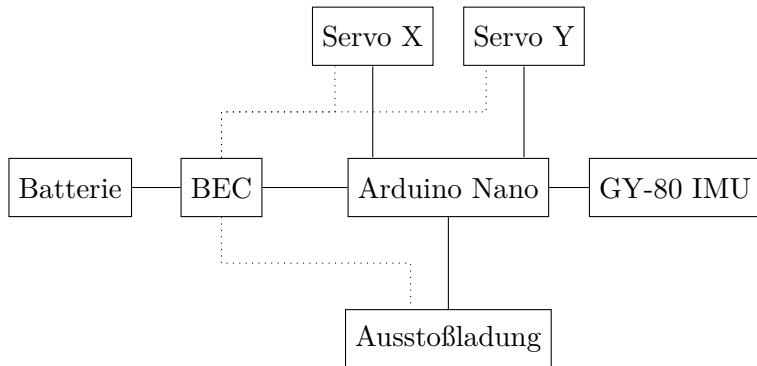 Servo X
Servo Y
Batterie
BEC
Arduino Nano
GY-80 IMU
Ausstoßladung